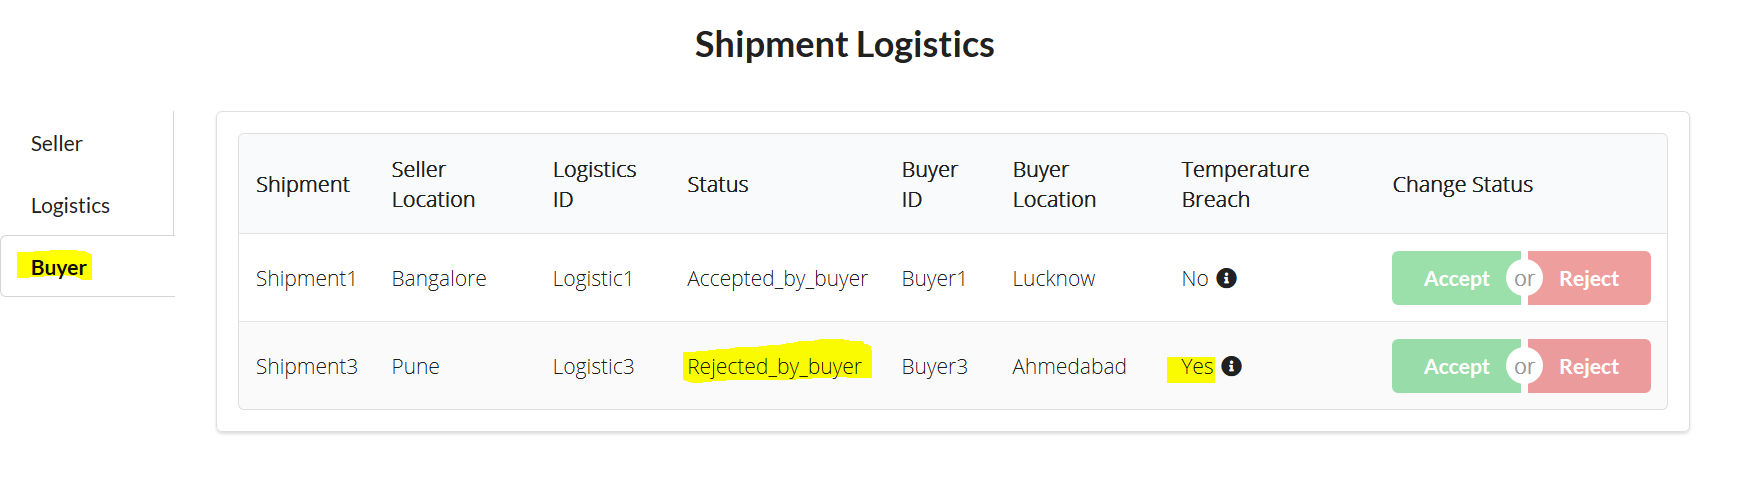 Shipment Logistics
Seller
Logistics
Buyer
Shipment Seller Location Logistics ID Status Buyer ID Buyer Location Temperature Breach Change Status
Shipment1 Bangalore Logistic1 Accepted_by_buyer Buyer1 Lucknow No Accept or Reject
Shipment3 Pune Logistic3 Rejected_by_buyer Buyer3 Ahmedabad Yes Accept or Reject